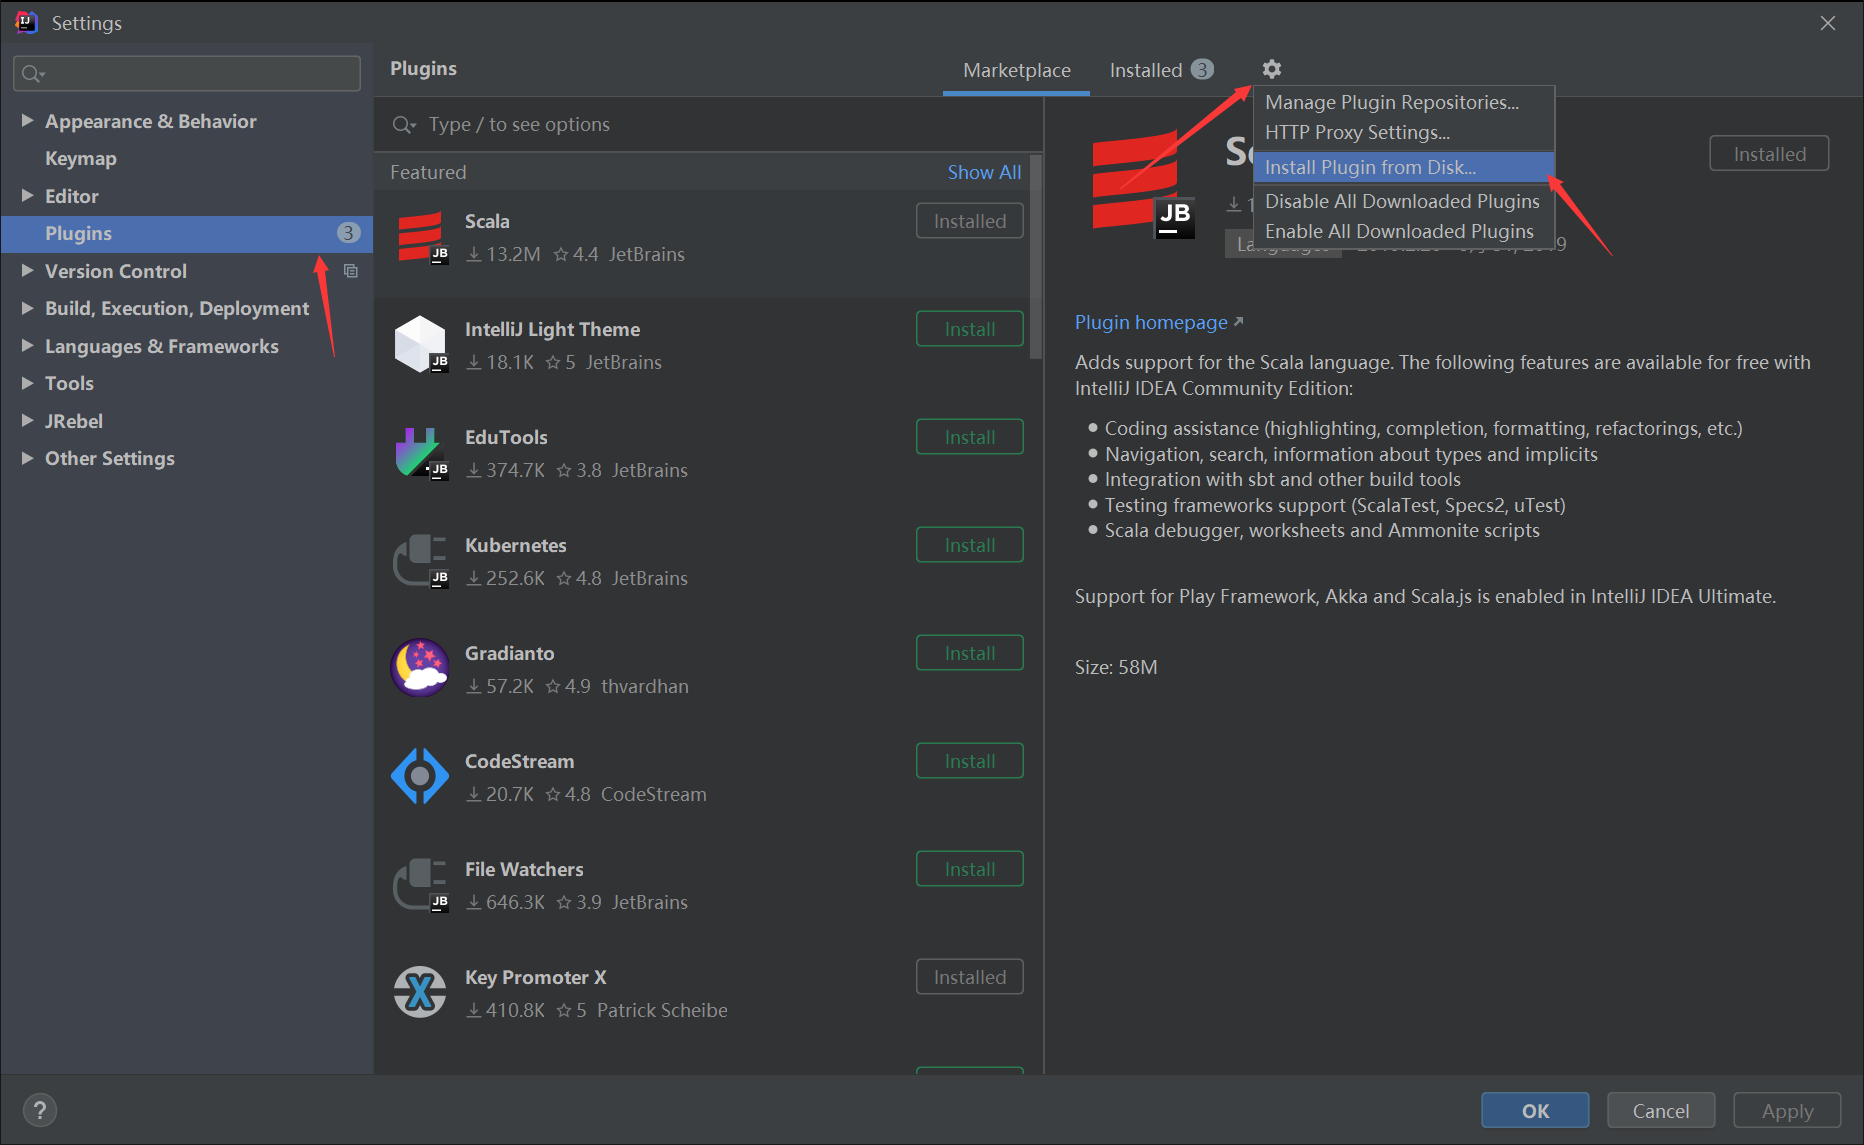 Settings
Appearance & Behavior
Keymap
Editor
Plugins 3
Version Control
Build, Execution, Deployment
Languages & Frameworks
Tools
JRebel
Other Settings
Plugins
Marketplace
Installed 3
Type / to see options
Featured
Show All
Scala
Installed
13.2M 4.4 JetBrains
IntelliJ Light Theme
Install
18.1K 5 JetBrains
EduTools
Install
374.7K 3.8 JetBrains
Kubernetes
Install
252.6K 4.8 JetBrains
Gradianto
Install
57.2K 4.9 thvardhan
CodeStream
Install
20.7K 4.8 CodeStream
File Watchers
Install
646.3K 3.9 JetBrains
Key Promoter X
Installed
410.8K 5 Patrick Scheibe
Manage Plugin Repositories...
HTTP Proxy Settings...
Install Plugin from Disk...
Disable All Downloaded Plugins
Enable All Downloaded Plugins
JB
Installed
Plugin homepage
Adds support for the Scala language. The following features are available for free with
IntelliJ IDEA Community Edition:
Coding assistance (highlighting, completion, formatting, refactorings, etc.)
Navigation, search, information about types and implicits
Integration with sbt and other build tools
Testing frameworks support (ScalaTest, Specs2, uTest)
Scala debugger, worksheets and Ammonite scripts
Support for Play Framework, Akka and Scala.js is enabled in IntelliJ IDEA Ultimate.
Size: 58M
?
OK
Cancel
Apply